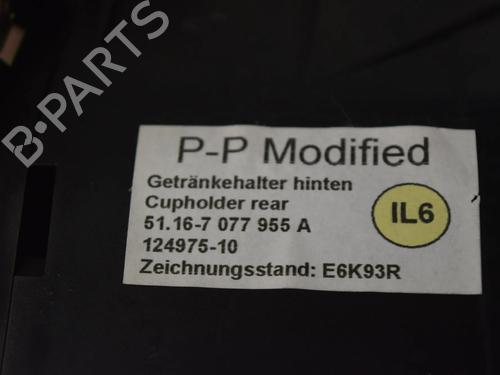 B-PARTS
P-P Modified
Getränkehalter hinten
Cupholder rear
51.16-7 077 955 A
124975-10
Zeichnungsstand: E6K93R
IL6